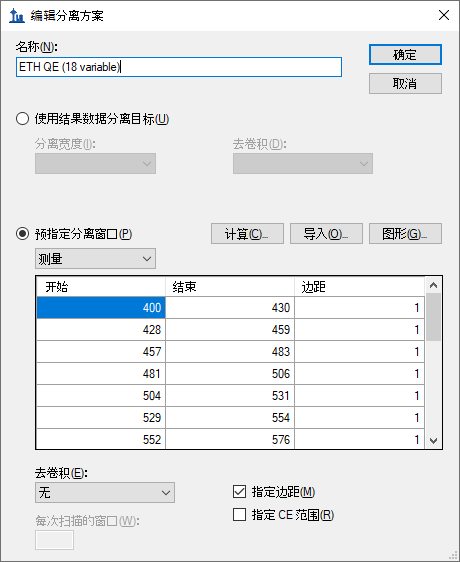 编辑分离方案
名称(N):
ETH QE (18 variable)
确定
取消
使用结果数据分离目标(U)
分离宽度(I): 去卷积(D):
预指定分离窗口(P) 计算(C)... 导入(O)... 图形(G)...
测量
开始 结束 边距
400 430 1
428 459 1
457 483 1
481 506 1
504 531 1
529 554 1
552 576 1
去卷积(E):
无
指定边距(M)
每次扫描的窗口(W):
指定 CE 范围(R)